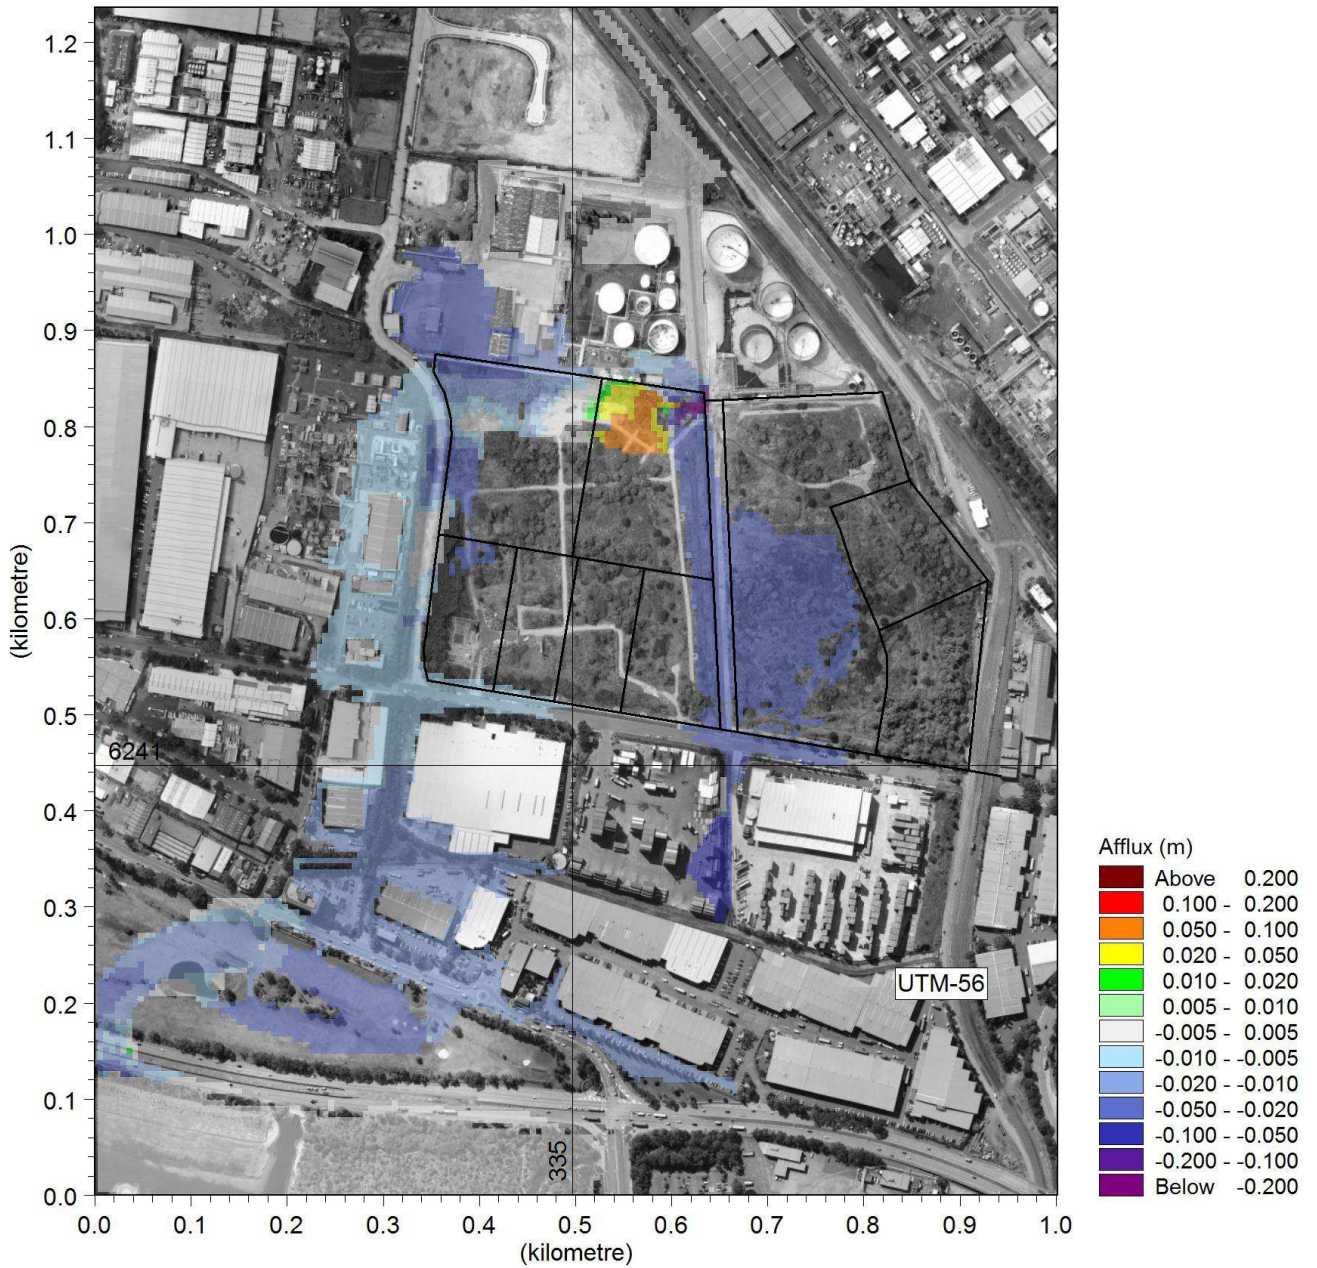 1.2
1.1
1.0
0.9
0.8
0.7
0.6
0.5
0.4
0.3
0.2
0.1
0.0
(kilometre)
6241
335
UTM-56
0.0 0.1 0.2 0.3 0.4 0.5 0.6 0.7 0.8 0.9 1.0
(kilometre)
Afflux (m)
Above 0.200
0.100 - 0.200
0.050 - 0.100
0.020 - 0.050
0.010 - 0.020
0.005 - 0.010
-0.005 - 0.005
-0.010 - -0.005
-0.020 - -0.010
-0.050 - -0.020
-0.100 - -0.050
-0.200 - -0.100
Below -0.200